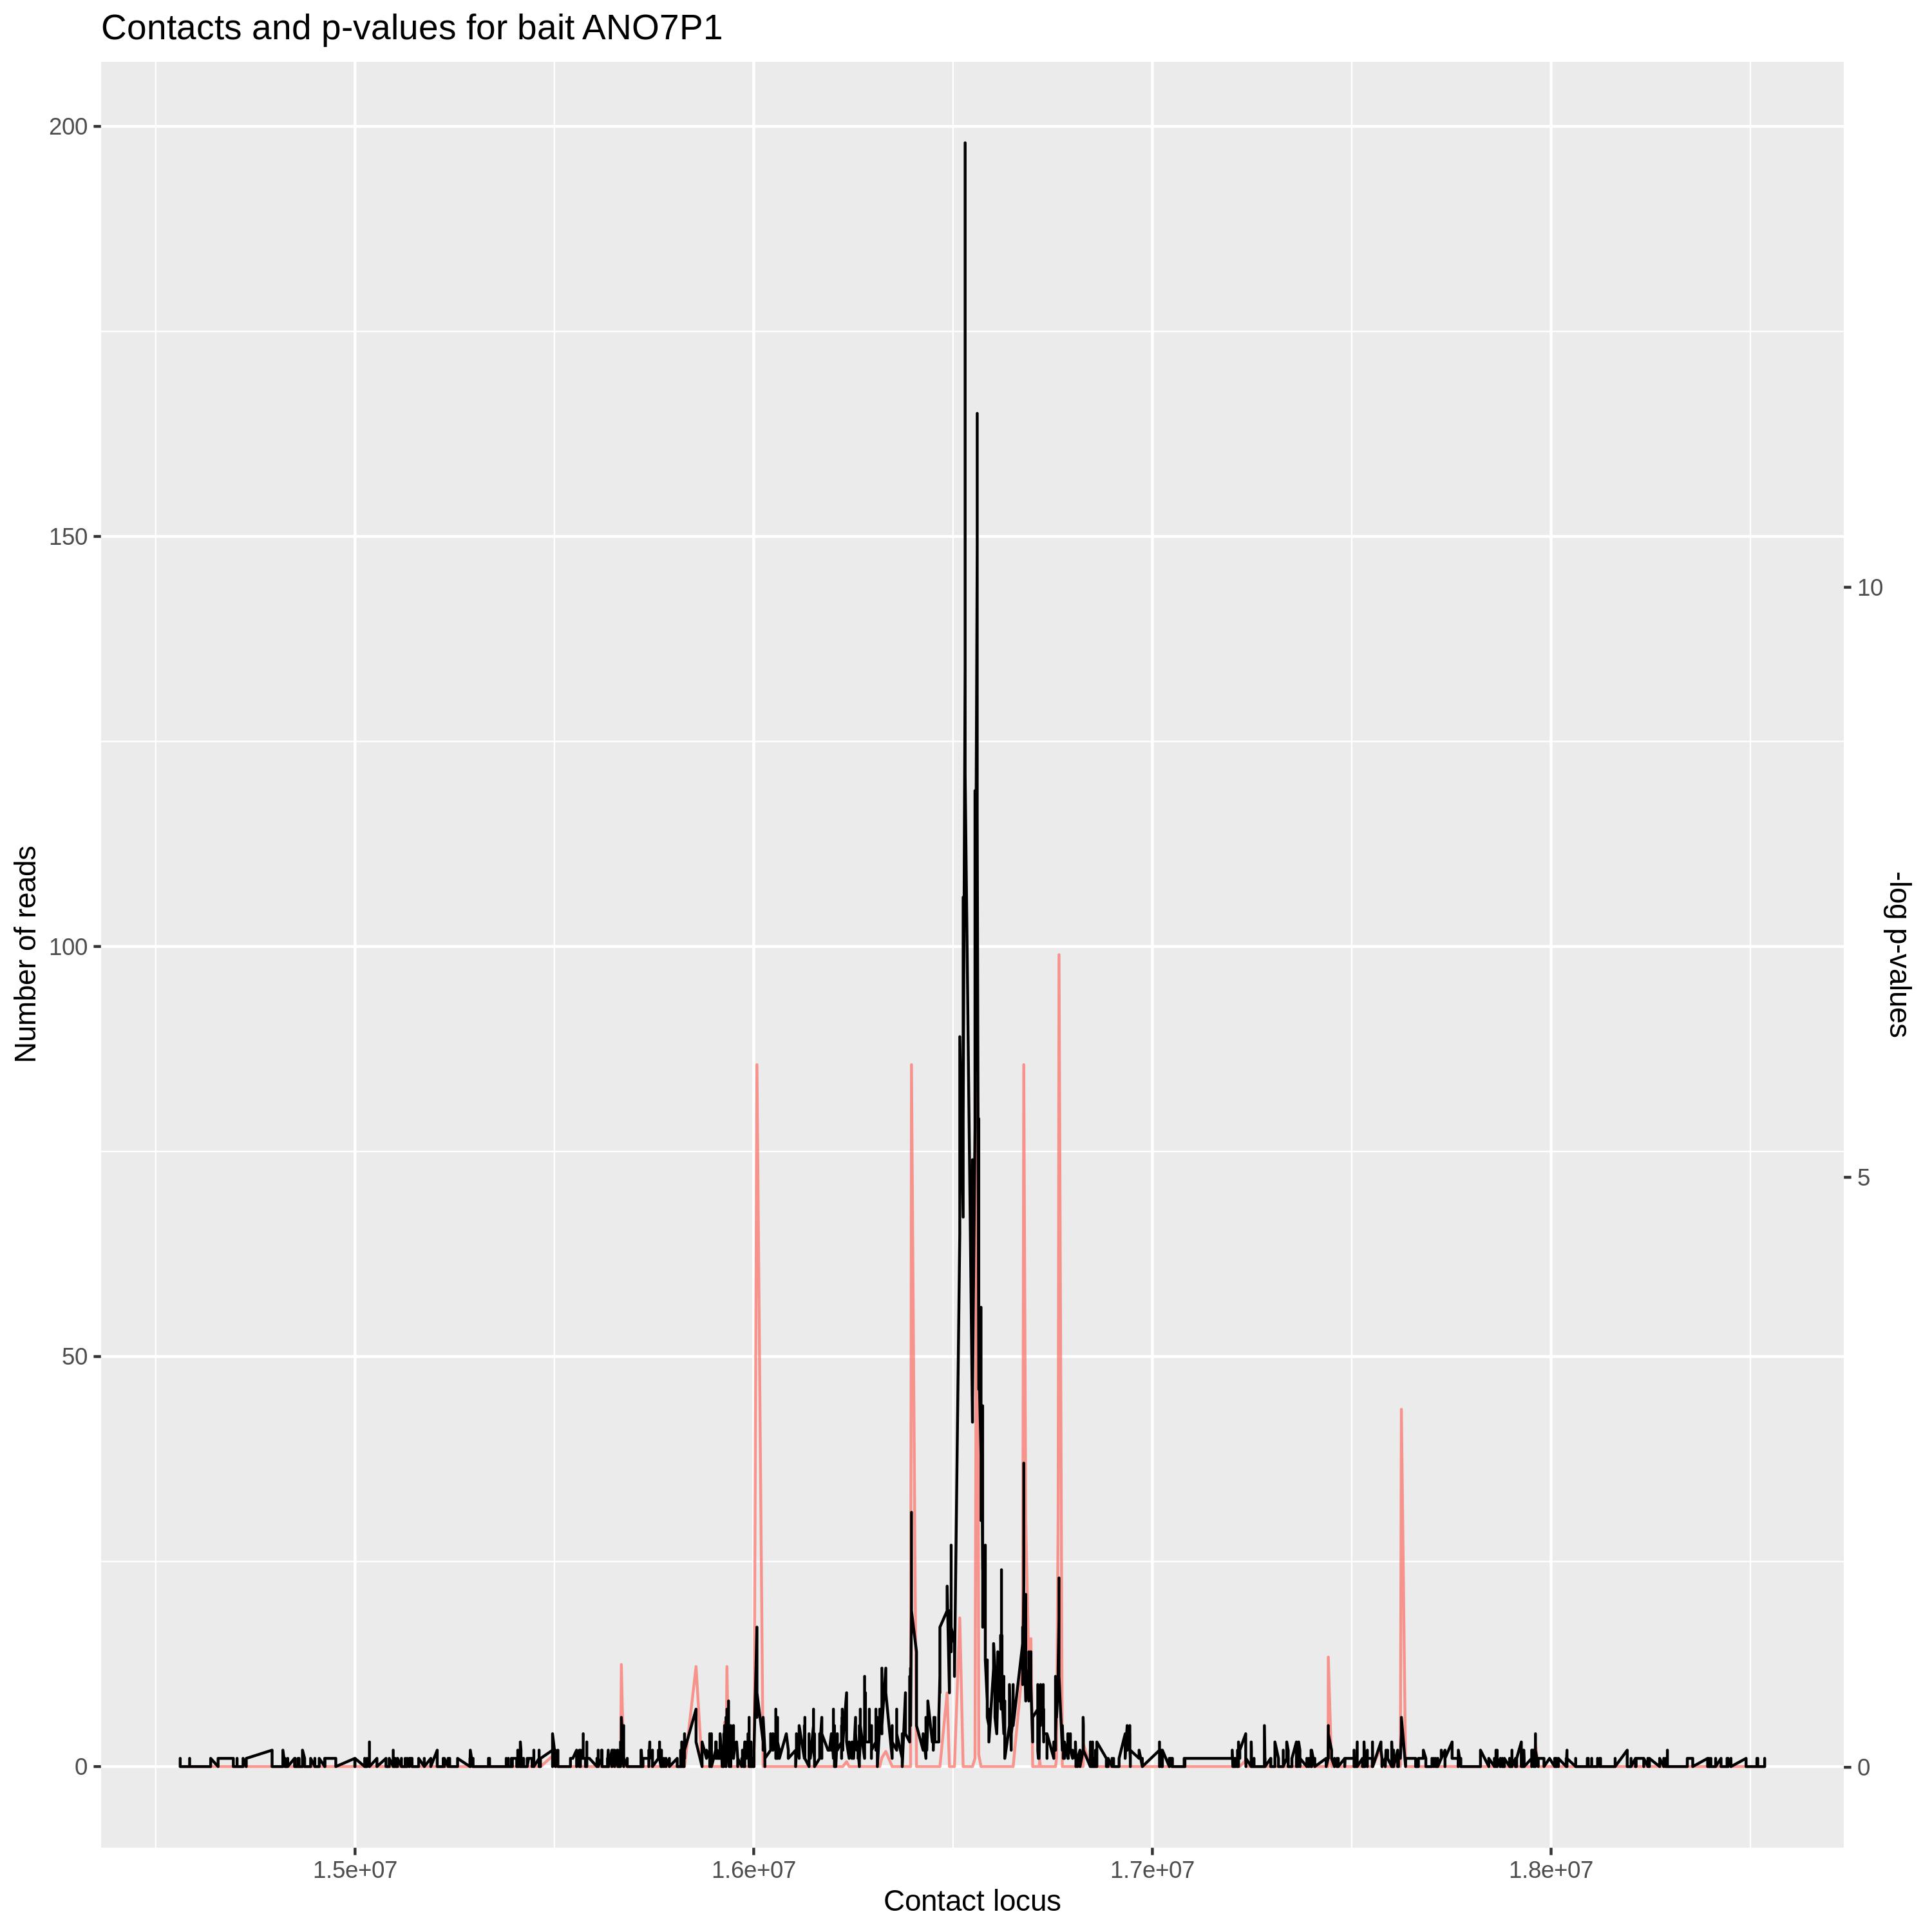 Contacts and p-values for bait ANO7P1
200
150
100
50
0
Number of reads
10
5
0
-log p-values
1.5e+07 1.6e+07 1.7e+07 1.8e+07
Contact locus